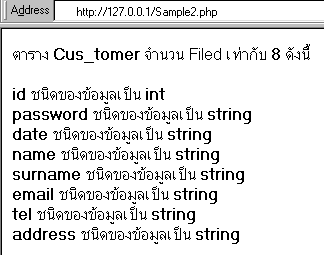 Address http://127.0.0.1/Sample2.php
ตาราง Cus_tomer จำนวน Filed เท่ากับ 8 ดังนี้
id ชนิดของข้อมูลเป็น int
password ชนิดของข้อมูลเป็น string
date ชนิดของข้อมูลเป็น string
name ชนิดของข้อมูลเป็น string
surname ชนิดของข้อมูลเป็น string
email ชนิดของข้อมูลเป็น string
tel ชนิดของข้อมูลเป็น string
address ชนิดของข้อมูลเป็น string